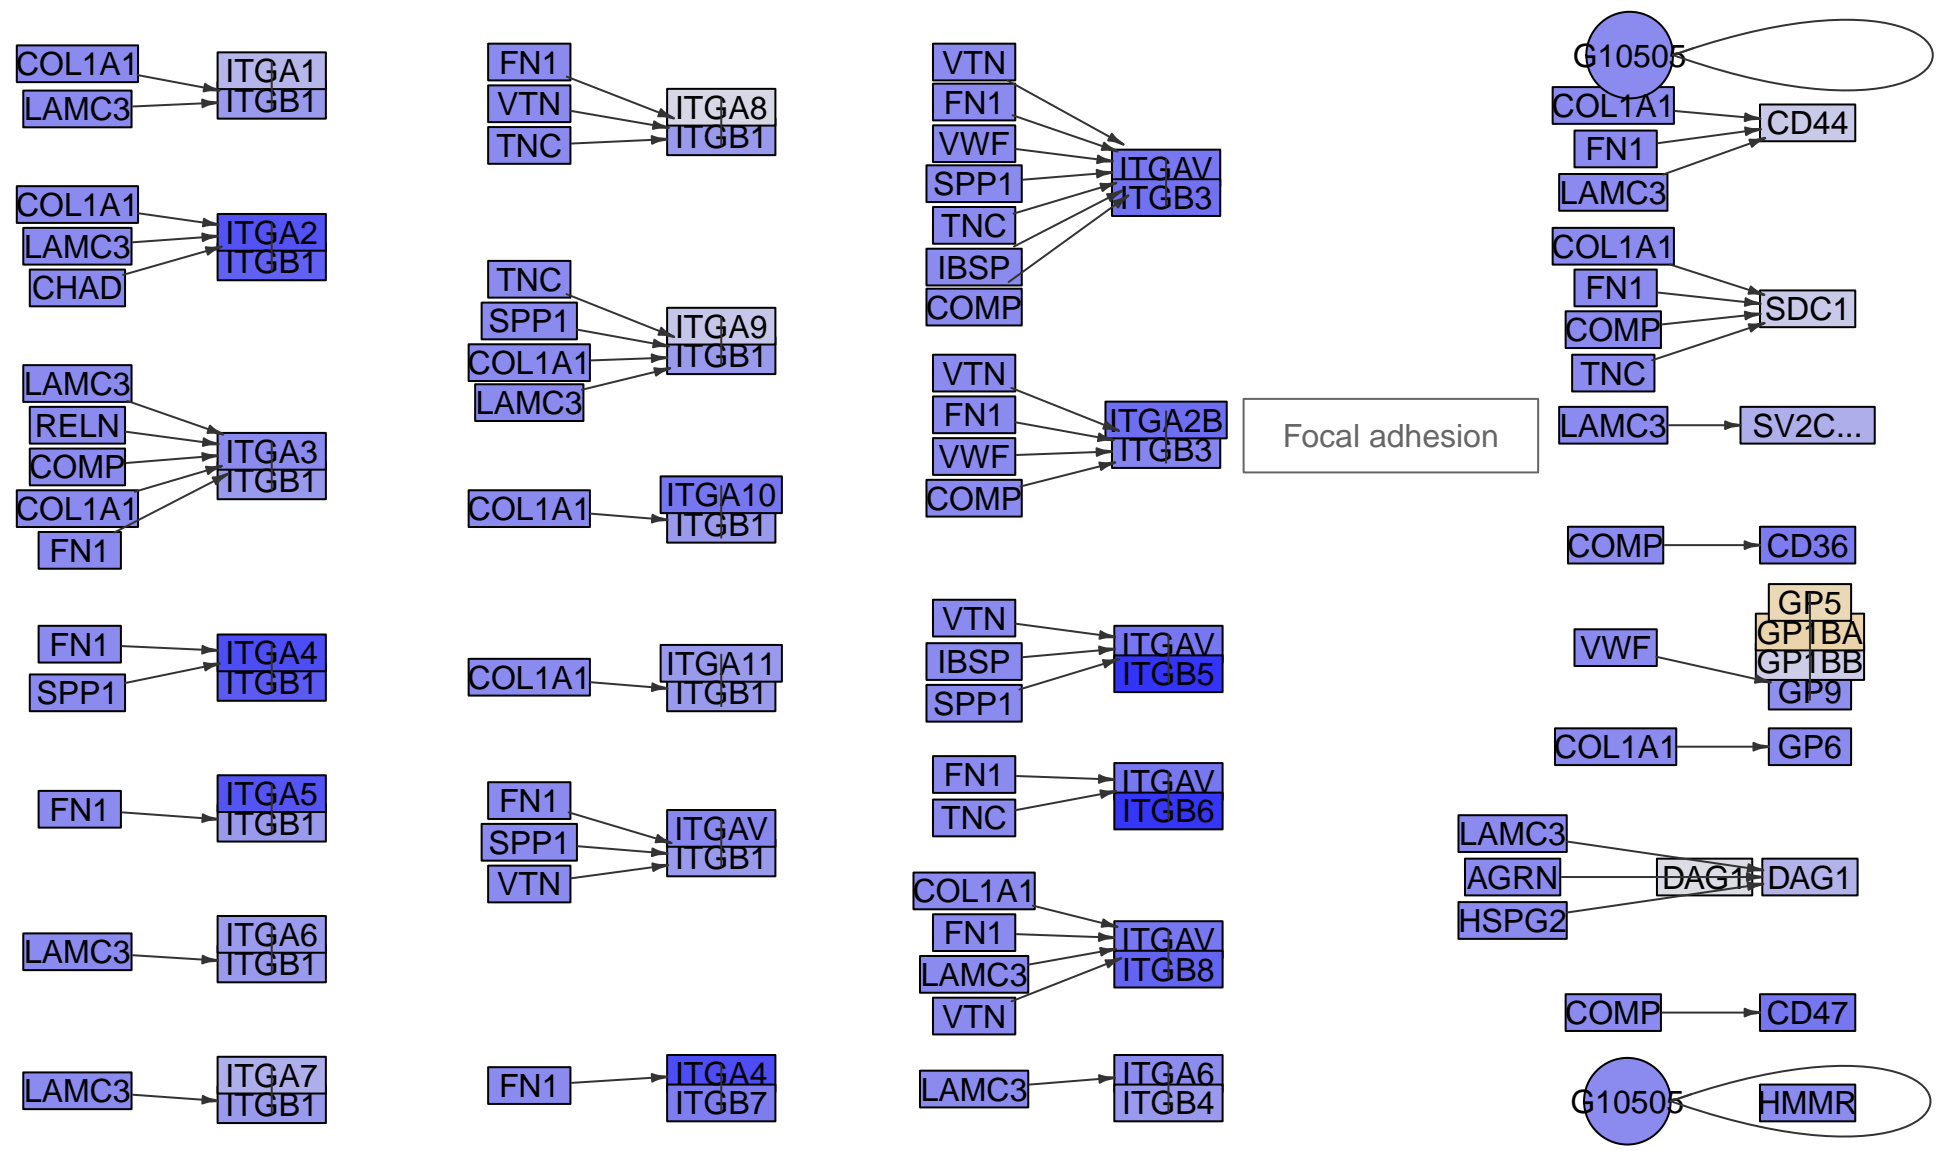 COL1A1
LAMC3
ITGA1
ITGB1
COL1A1
LAMC3
CHAD
ITGA2
ITGB1
LAMC3
RELN
COMP
COL1A1
FN1
ITGA3
ITGB1
FN1
SPP1
ITGA4
ITGB1
FN1
ITGA5
ITGB1
LAMC3
ITGA6
ITGB1
LAMC3
ITGA7
ITGB1
FN1
VTN
TNC
ITGA8
ITGB1
TNC
SPP1
COL1A1
LAMC3
ITGA9
ITGB1
COL1A1
ITGA10
ITGB1
COL1A1
ITGA11
ITGB1
FN1
SPP1
VTN
ITGAV
ITGB1
FN1
ITGA4
ITGB7
VTN
FN1
VWF
SPP1
TNC
IBSP
COMP
ITGAV
ITGB3
VTN
FN1
VWF
COMP
ITGA2B
ITGB3
Focal adhesion
VTN
IBSP
SPP1
ITGAV
ITGB5
FN1
TNC
ITGAV
ITGB6
COL1A1
FN1
LAMC3
VTN
ITGAV
ITGB8
LAMC3
ITGA6
ITGB4
G10505
COL1A1
FN1
LAMC3
CD44
COL1A1
FN1
COMP
TNC
SDC1
LAMC3
SV2C...
COMP
CD36
VWF
GP5
GP1BA
GP1BB
GP9
COL1A1
GP6
LAMC3
AGRN
HSPG2
DAG1
DAG1
COMP
CD47
G10505
HMMR